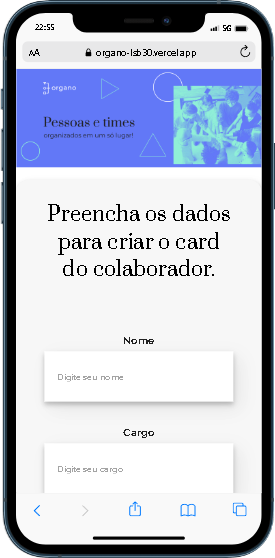 22:55
5G
AA
organo-lsb30.vercel.app
organo
Pessoas e times
organizados em um só lugar!
Preencha os dados
para criar o card
do colaborador.
Nome
Digite seu nome
Cargo
Digite seu cargo